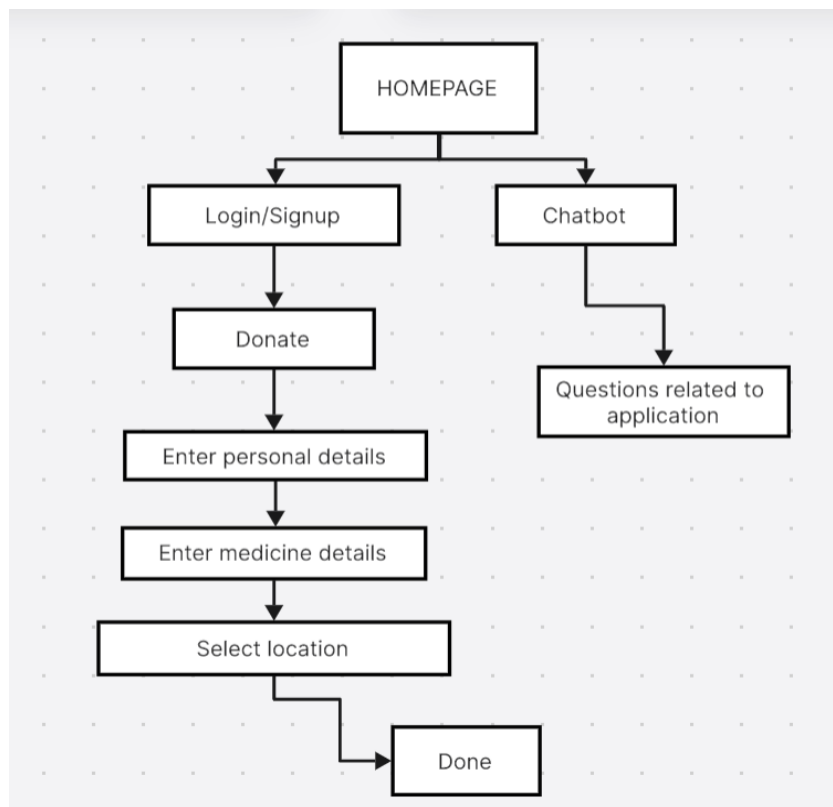 HOMEPAGE
Login/Signup
Chatbot
Donate
Questions related to
application
Enter personal details
Enter medicine details
Select location
Done